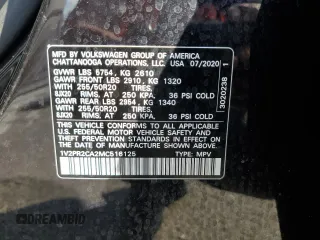 MFD BY VOLKSWAGEN GROUP OF AMERICA
CHATTANOOGA OPERATIONS, LLC. USA 07/2020
GVWR LBS 5754, KG 2610
GAWR FRONT LBS 2910, KG 1320
WITH 255/50R20 TIRES,
8JX20 RIMS, AT 250 KPA, 36 PSI COLD
GAWR REAR LBS 2954, KG 1340
WITH 255/50R20 TIRES,
8JX20 RIMS, AT 250 KPA, 36 PSI COLD
THIS VEHICLE CONFORMS TO ALL APPLICABLE
U.S. FEDERAL MOTOR VEHICLE SAFETY AND
THEFT PREVENTION STANDARDS IN
EFFECT ON THE DATE OF MANUFACTURE
SHOWN ABOVE.
1V2PR2CA2MC516125 TYPE: MPV
3020238 1
DREAMBID